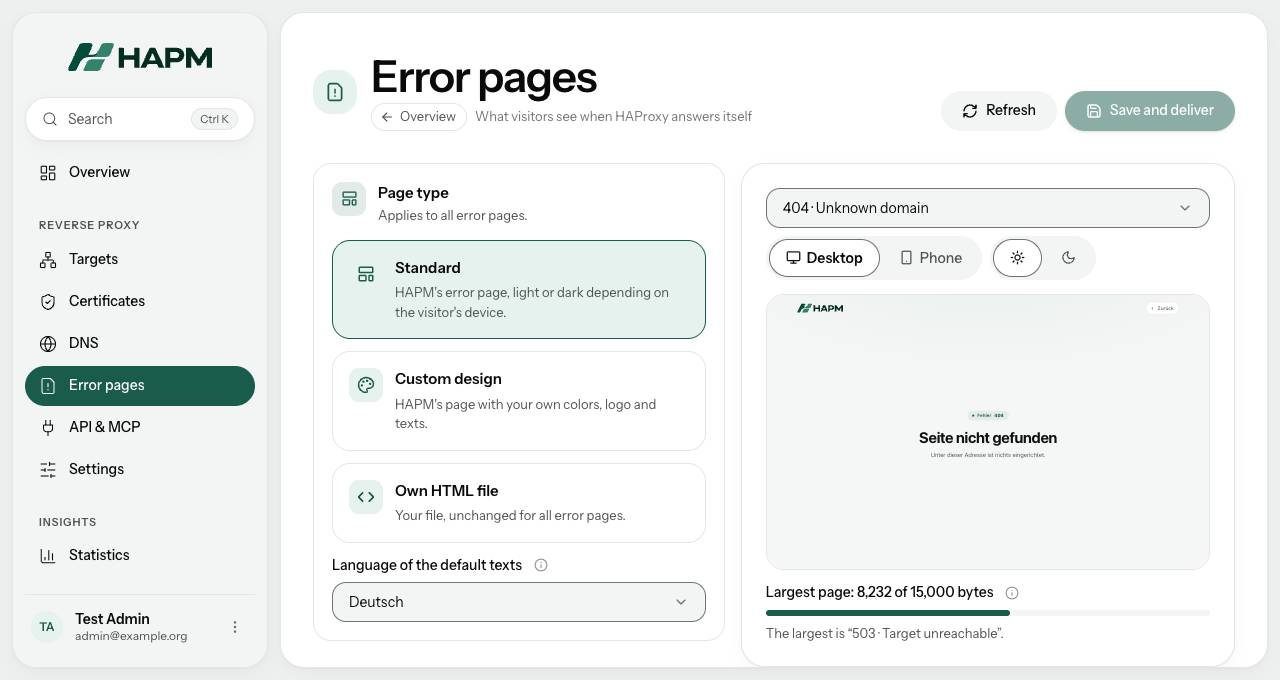 HAPM
Search
Ctrl K
Overview
REVERSE PROXY
Targets
Certificates
DNS
Error pages
API & MCP
Settings
INSIGHTS
Statistics
TA
Test Admin
admin@example.org
Error pages
Overview
What visitors see when HAProxy answers itself
Refresh
Save and deliver
Page type
Applies to all error pages.
Standard
HAPM's error page, light or dark depending on
the visitor's device.
Custom design
HAPM's page with your own colors, logo and
texts.
Own HTML file
Your file, unchanged for all error pages.
Language of the default texts
Deutsch
404 · Unknown domain
Desktop
Phone
HAPM
Zurück
Fehler 404
Seite nicht gefunden
Unter dieser Adresse ist nichts eingerichtet.
Largest page: 8,232 of 15,000 bytes
The largest is “503 · Target unreachable”.